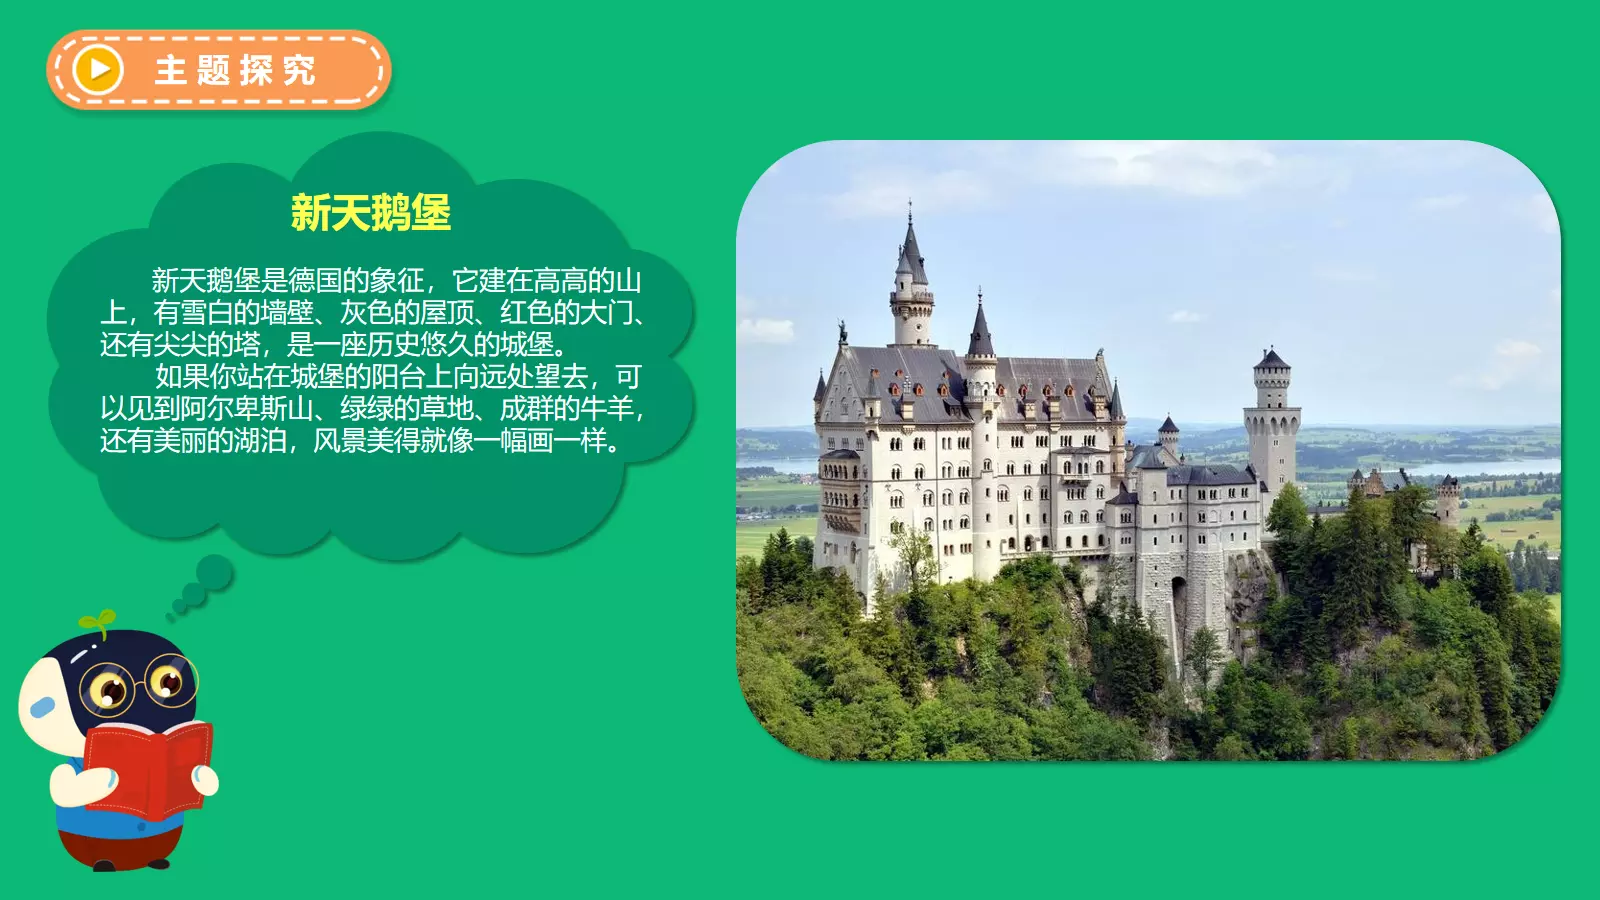 主题探究
新天鹅堡
新天鹅堡是德国的象征，它建在高高的山
上，有雪白的墙壁、灰色的屋顶、红色的大门、
还有尖尖的塔，是一座历史悠久的城堡。
如果你站在城堡的阳台上向远处望去，可
以见到阿尔卑斯山、绿绿的草地、成群的牛羊，
还有美丽的湖泊，风景美得就像一幅画一样。